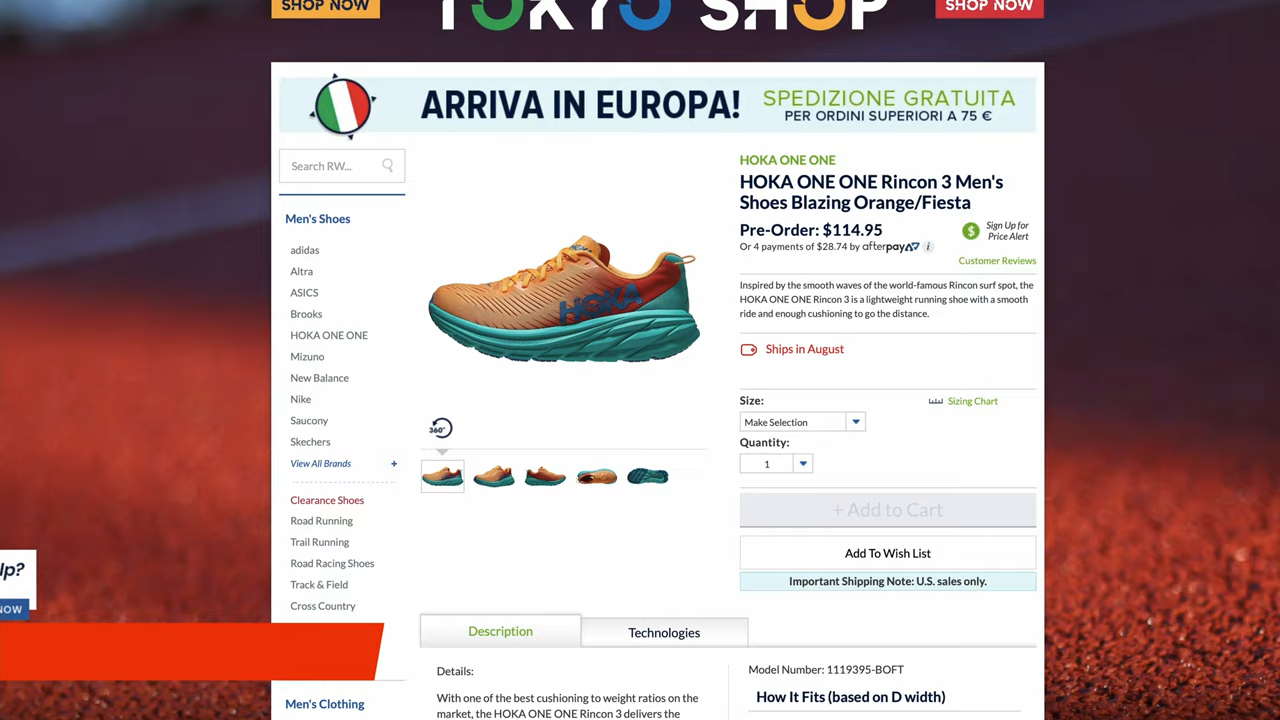 SHOP NOW
TOKYO SHOP
SHOP NOW
ARRIVA IN EUROPA!
SPEDIZIONE GRATUITA
PER ORDINI SUPERIORI A 75 €
Search RW...
Men's Shoes
adidas
Altra
ASICS
Brooks
HOKA ONE ONE
Mizuno
New Balance
Nike
Saucony
Skechers
View All Brands +
Clearance Shoes
Road Running
Trail Running
Road Racing Shoes
Track & Field
Cross Country
Men's Clothing
lp?
NOW
HOKA
360°
HOKA ONE ONE
HOKA ONE ONE Rincon 3 Men's
Shoes Blazing Orange/Fiesta
Pre-Order: $114.95
Or 4 payments of $28.74 by afterpay i
$ Sign Up for
Price Alert
Customer Reviews
Inspired by the smooth waves of the world-famous Rincon surf spot, the
HOKA ONE ONE Rincon 3 is a lightweight running shoe with a smooth
ride and enough cushioning to go the distance.
Ships in August
Size:
Sizing Chart
Make Selection
Quantity:
1
+ Add to Cart
Add To Wish List
Important Shipping Note: U.S. sales only.
Description
Technologies
Details:
With one of the best cushioning to weight ratios on the
market, the HOKA ONE ONE Rincon 3 delivers the
Model Number: 1119395-BOFT
How It Fits (based on D width)